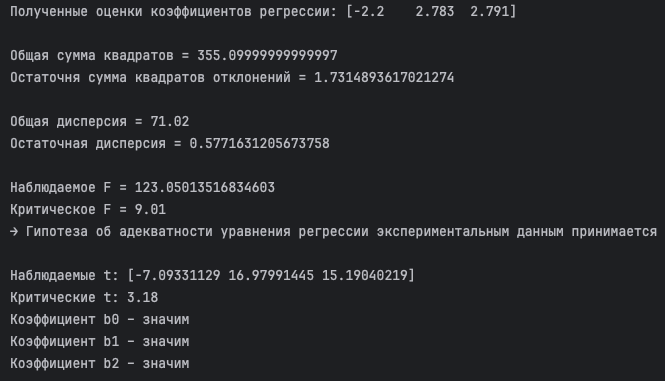 Полученные оценки коэффициентов регрессии: [-2.2    2.783  2.791]
Общая сумма квадратов = 355.09999999999997
Остаточня сумма квадратов отклонений = 1.7314893617021274
Общая дисперсия = 71.02
Остаточная дисперсия = 0.5771631205673758
Наблюдаемое F = 123.05013516834603
Критическое F = 9.01
→ Гипотеза об адекватности уравнения регрессии экспериментальным данным принимается
Наблюдаемые t: [-7.09331129 16.97991445 15.19040219]
Критические t: 3.18
Коэффициент b0 – значим
Коэффициент b1 – значим
Коэффициент b2 – значим